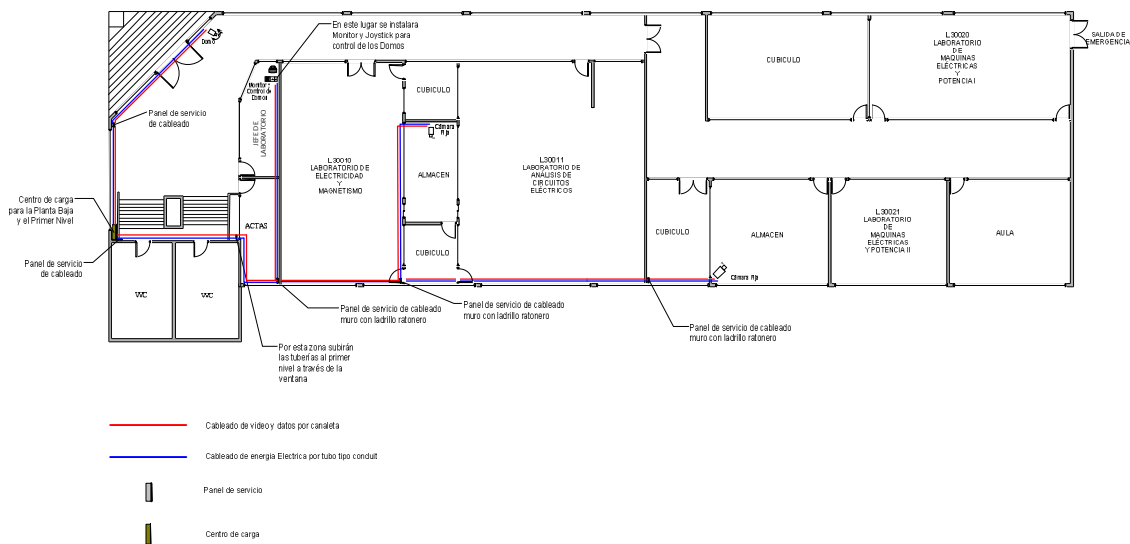 En este lugar se instalara
Monitor y Joystick para
control de los Domos
Domo
L30020
LABORATORIO
DE
MAQUINAS
ELÉCTRICAS
Y
POTENCIA I
SALIDA DE
EMERGENCIA
CUBICULO
Monitor y
Control de
Domos
CUBICULO
Panel de servicio
de cableado
JEFE DE
LABORATORIO
Cámara
Fija
L30010
LABORATORIO DE
ELECTRICIDAD
Y
MAGNETISMO
L30011
LABORATORIO DE
ANÁLISIS DE
CIRCUITOS
ELÉCTRICOS
ALMACEN
Centro de carga
para la Planta Baja
y el Primer Nivel
ACTAS
L30021
LABORATORIO
DE
MAQUINAS
ELÉCTRICAS
Y POTENCIA II
CUBICULO
ALMACEN
AULA
CUBICULO
Panel de servicio
de cableado
Cámara Fija
WC
WC
Panel de servicio de cableado
muro con ladrillo ratonero
Panel de servicio de cableado
muro con ladrillo ratonero
Panel de servicio de cableado
muro con ladrillo ratonero
Por esta zona subirán
las tuberías al primer
nivel a través de la
ventana
Cableado de video y datos por canaleta
Cableado de energia Electrica por tubo tipo conduit
Panel de servicio
Centro de carga